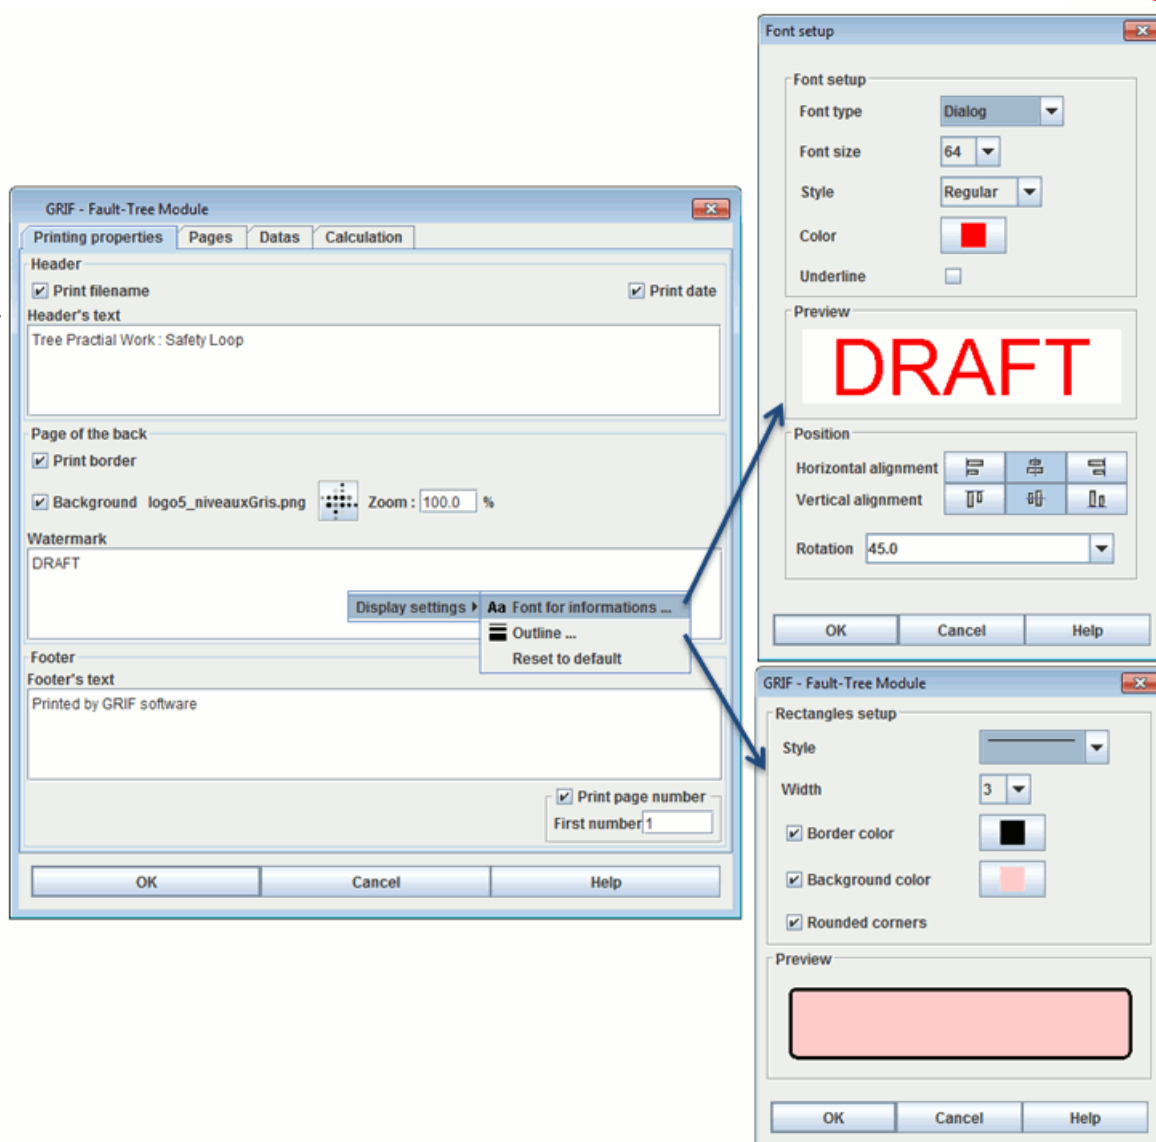 GRIF - Fault-Tree Module
Printing properties Pages Datas Calculation
Header
Print filename Print date
Header's text
Tree Practial Work : Safety Loop
Page of the back
Print border
Background logo5_niveauxGris.png Zoom : 100.0 %
Watermark
DRAFT
Display settings Aa Font for informations ...
Outline ...
Reset to default
Footer
Footer's text
Printed by GRIF software
Print page number
First number 1
OK Cancel Help
Font setup
Font setup
Font type Dialog
Font size 64
Style Regular
Color
Underline
Preview
DRAFT
Position
Horizontal alignment
Vertical alignment
Rotation 45.0
OK Cancel Help
GRIF - Fault-Tree Module
Rectangles setup
Style
Width 3
Border color
Background color
Rounded corners
Preview
OK Cancel Help